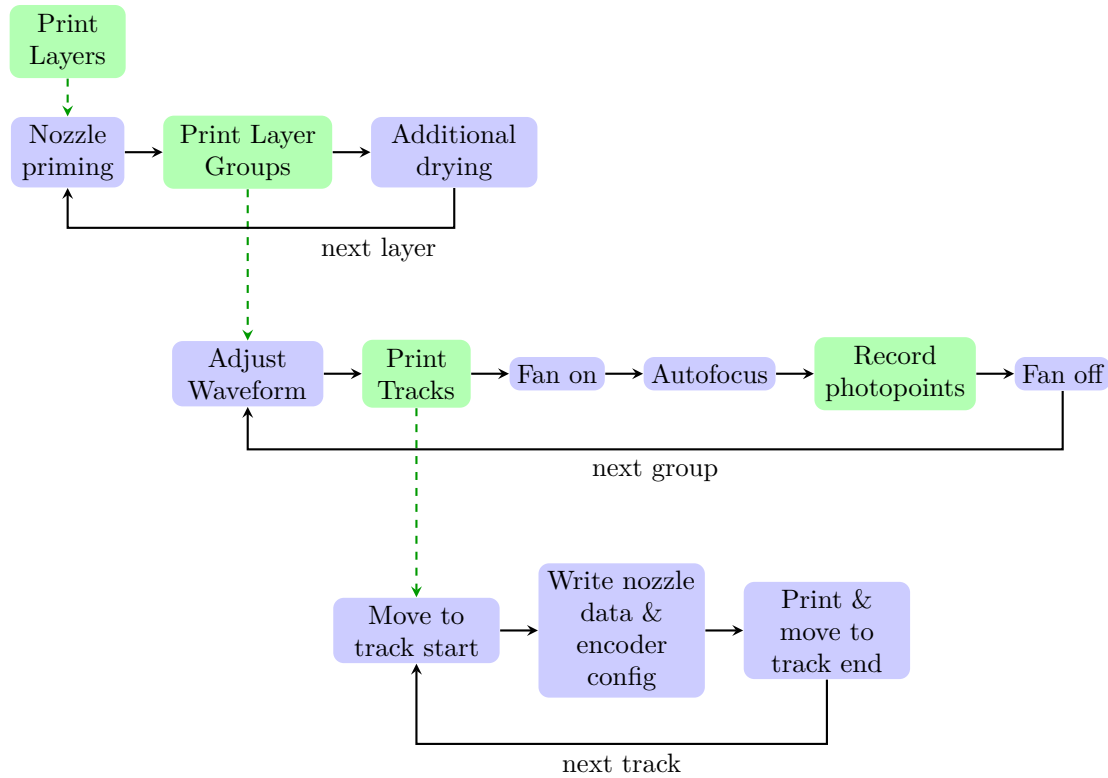 Print
Layers
Nozzle
priming
Print Layer
Groups
Additional
drying
next layer
Adjust
Waveform
Print
Tracks
Fan on
Autofocus
Record
photopoints
Fan off
next group
Move to
track start
Write nozzle
data &
encoder
config
Print &
move to
track end
next track